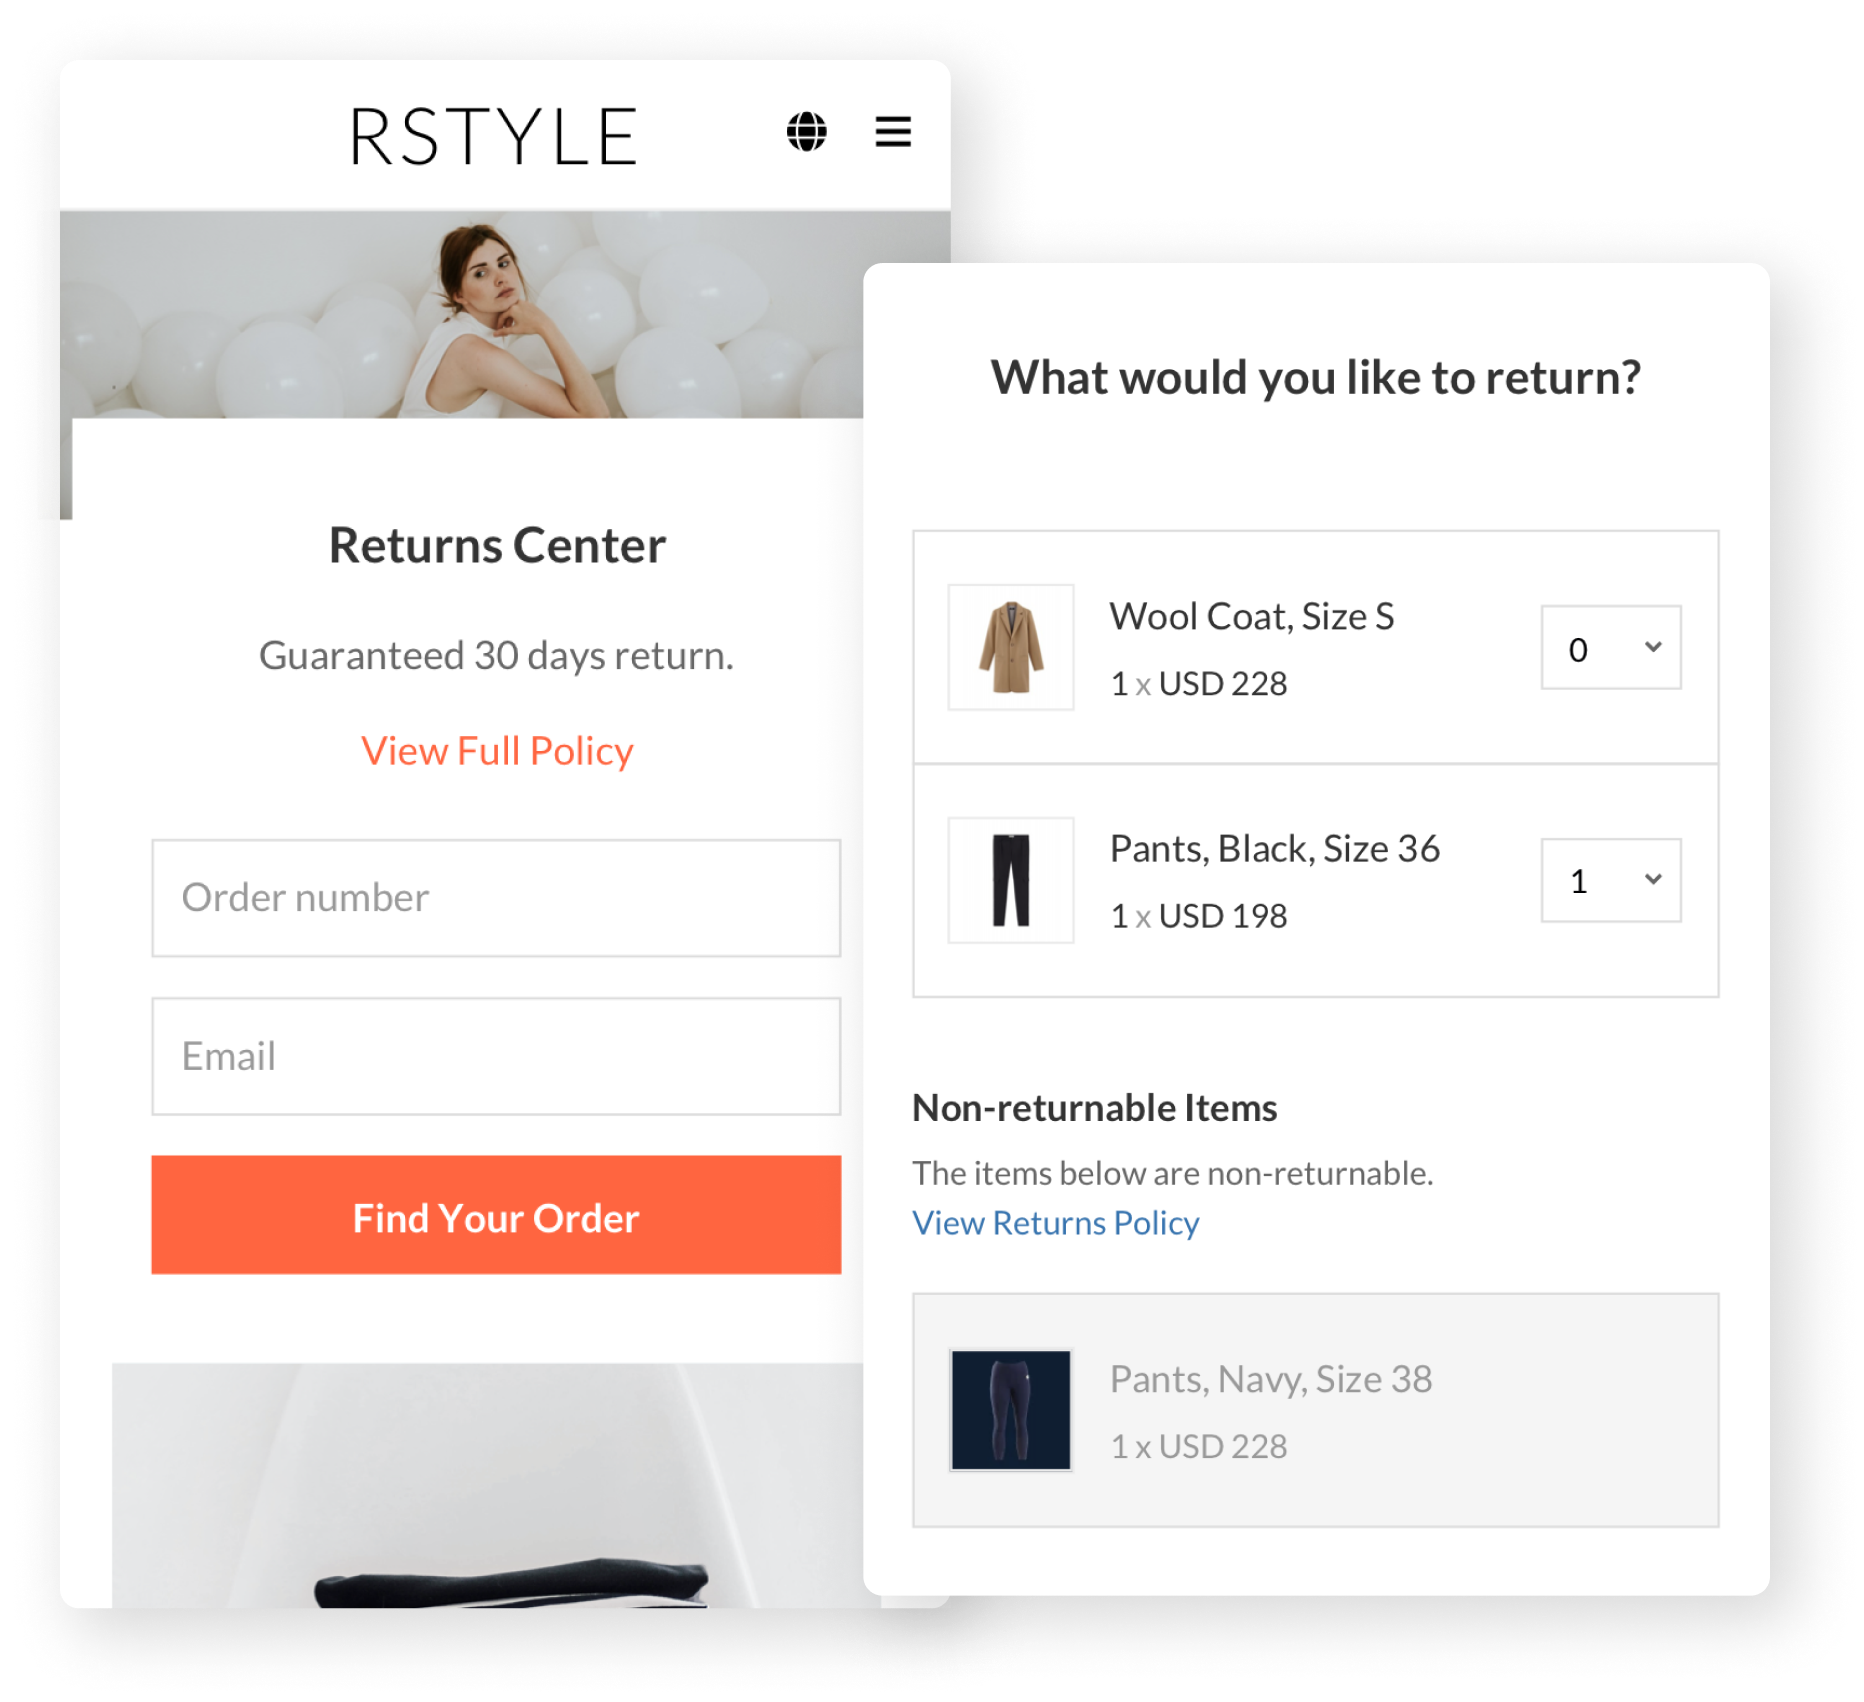 RSTYLE
Returns Center
Guaranteed 30 days return.
View Full Policy
Order number
Email
Find Your Order
What would you like to return?
Wool Coat, Size S
1 x USD 228
0
Pants, Black, Size 36
1 x USD 198
1
Non-returnable Items
The items below are non-returnable.
View Returns Policy
Pants, Navy, Size 38
1 x USD 228